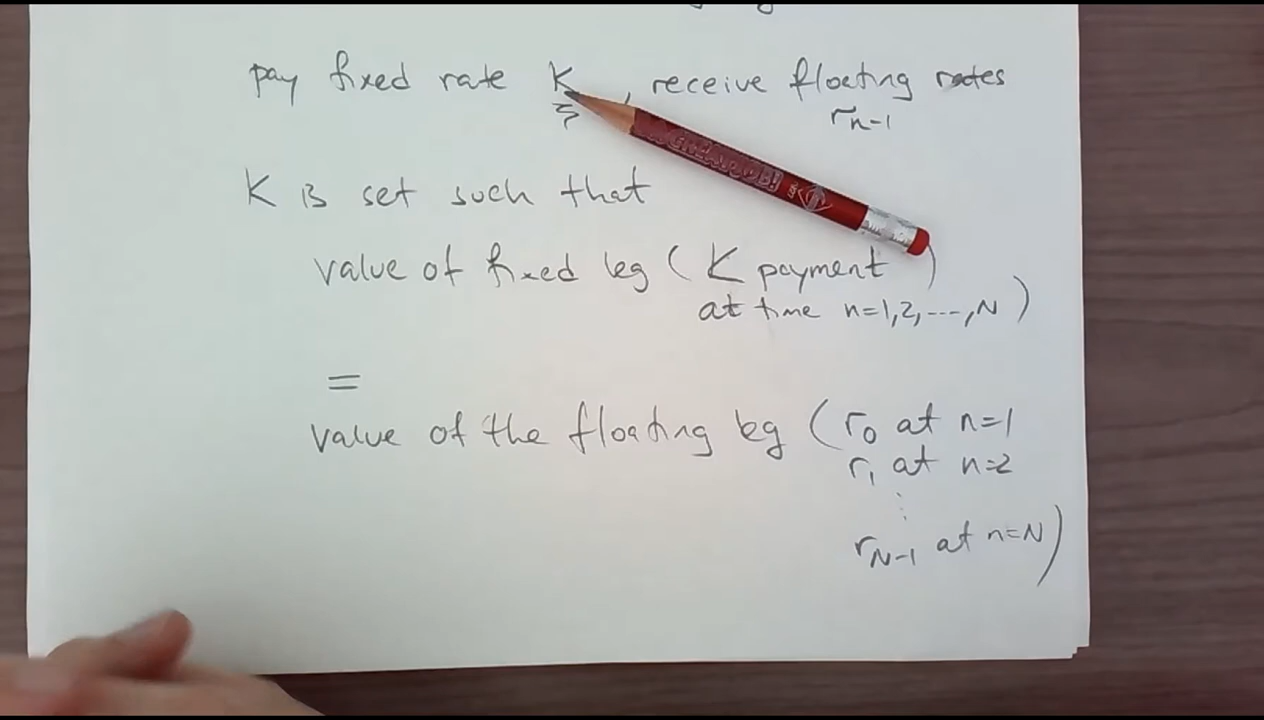 pay fixed rate K, receive floating rates
r_{n-1}
K is set such that
value of fixed leg (K payment)
at time n=1,2,----,N)
=
value of the floating leg (r_0 at n=1
r_1 at n=2
⋮
r_{N-1} at n=N)